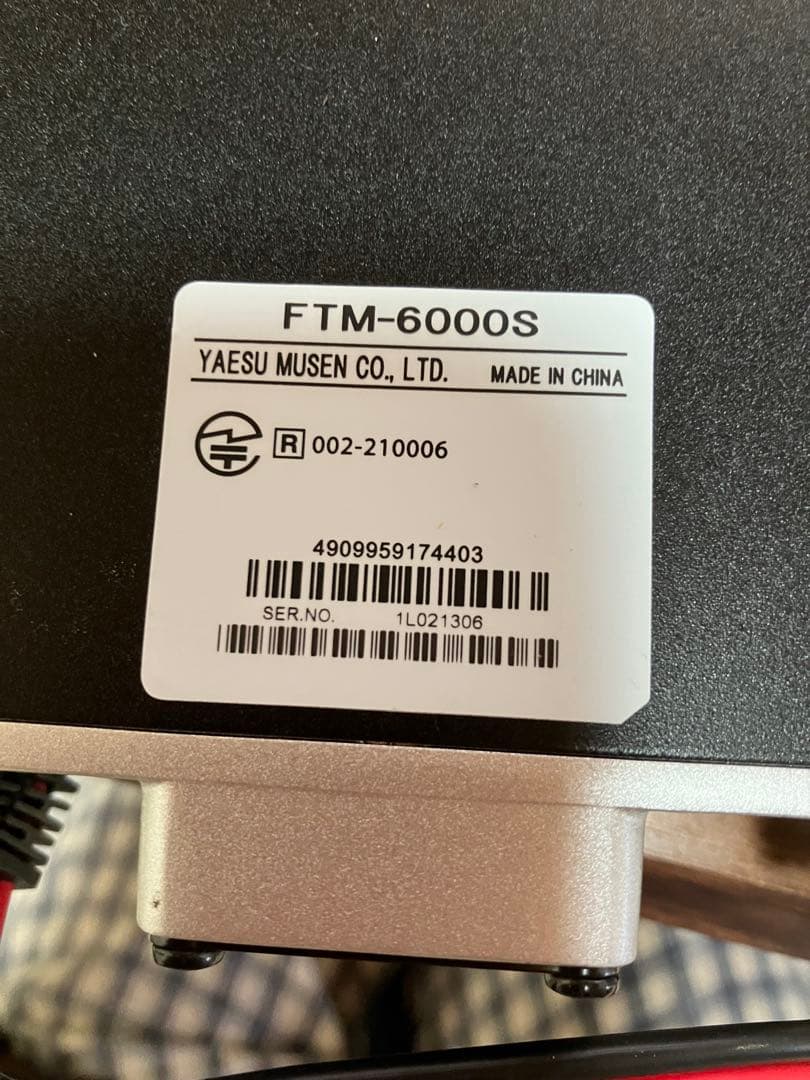 FTM-6000S
YAESU MUSEN CO., LTD. MADE IN CHINA
R 002-210006
4909959174403
SER.NO. 1L021306